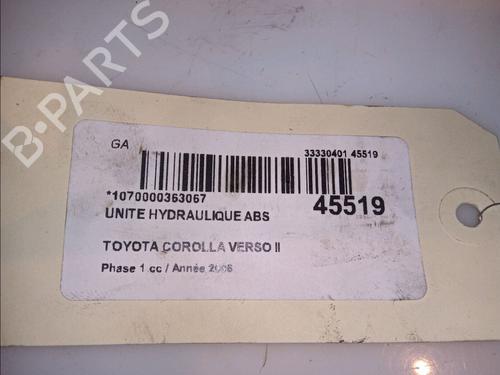 B-PARTS
GA
33330401 45519
*1070000363067
UNITE HYDRAULIQUE ABS
45519
TOYOTA COROLLA VERSO II
Phase 1 cc / Année 2006